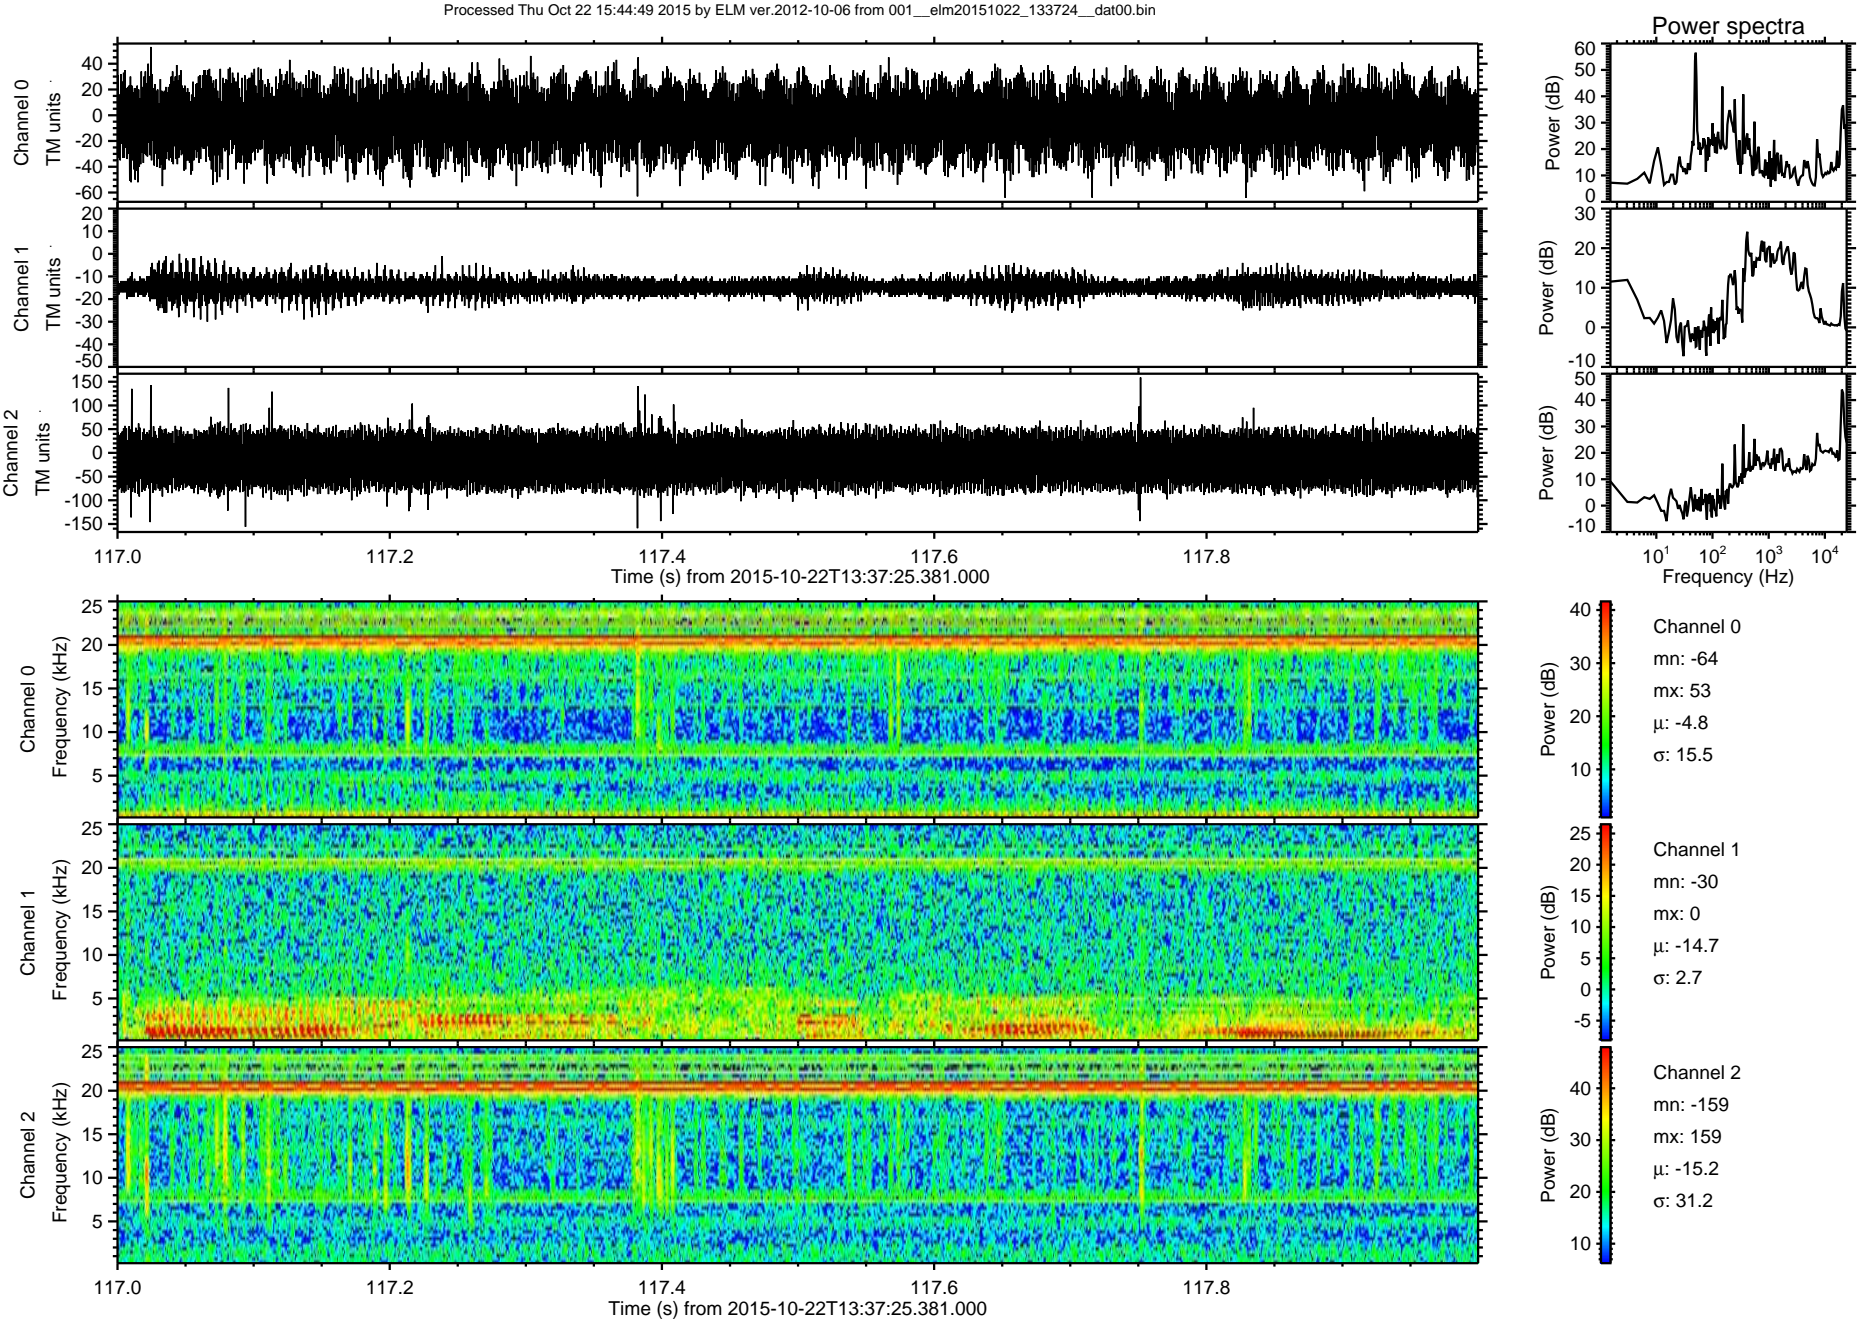 Processed Thu Oct 22 15:44:49 2015 by ELM ver.2012-10-06 from 001__elm20151022_133724__dat00.bin
Power spectra
Channel 0
TM units
40
20
0
-20
-40
-60
Power (dB)
60
50
40
30
20
10
0
Channel 1
TM units
20
10
0
-10
-20
-30
-40
-50
Power (dB)
30
20
10
0
-10
Channel 2
TM units
150
100
50
0
-50
-100
-150
Power (dB)
50
40
30
20
10
0
-10
117.0 117.2 117.4 117.6 117.8
Time (s) from 2015-10-22T13:37:25.381.000
10¹ 10² 10³ 10⁴
Frequency (Hz)
Channel 0
Frequency (kHz)
25
20
15
10
5
Power (dB)
40
30
20
10
Channel 0
mn: -64
mx: 53
μ: -4.8
σ: 15.5
Channel 1
Frequency (kHz)
25
20
15
10
5
Power (dB)
25
20
15
10
5
0
-5
Channel 1
mn: -30
mx: 0
μ: -14.7
σ: 2.7
Channel 2
Frequency (kHz)
25
20
15
10
5
Power (dB)
40
30
20
10
Channel 2
mn: -159
mx: 159
μ: -15.2
σ: 31.2
117.0 117.2 117.4 117.6 117.8
Time (s) from 2015-10-22T13:37:25.381.000